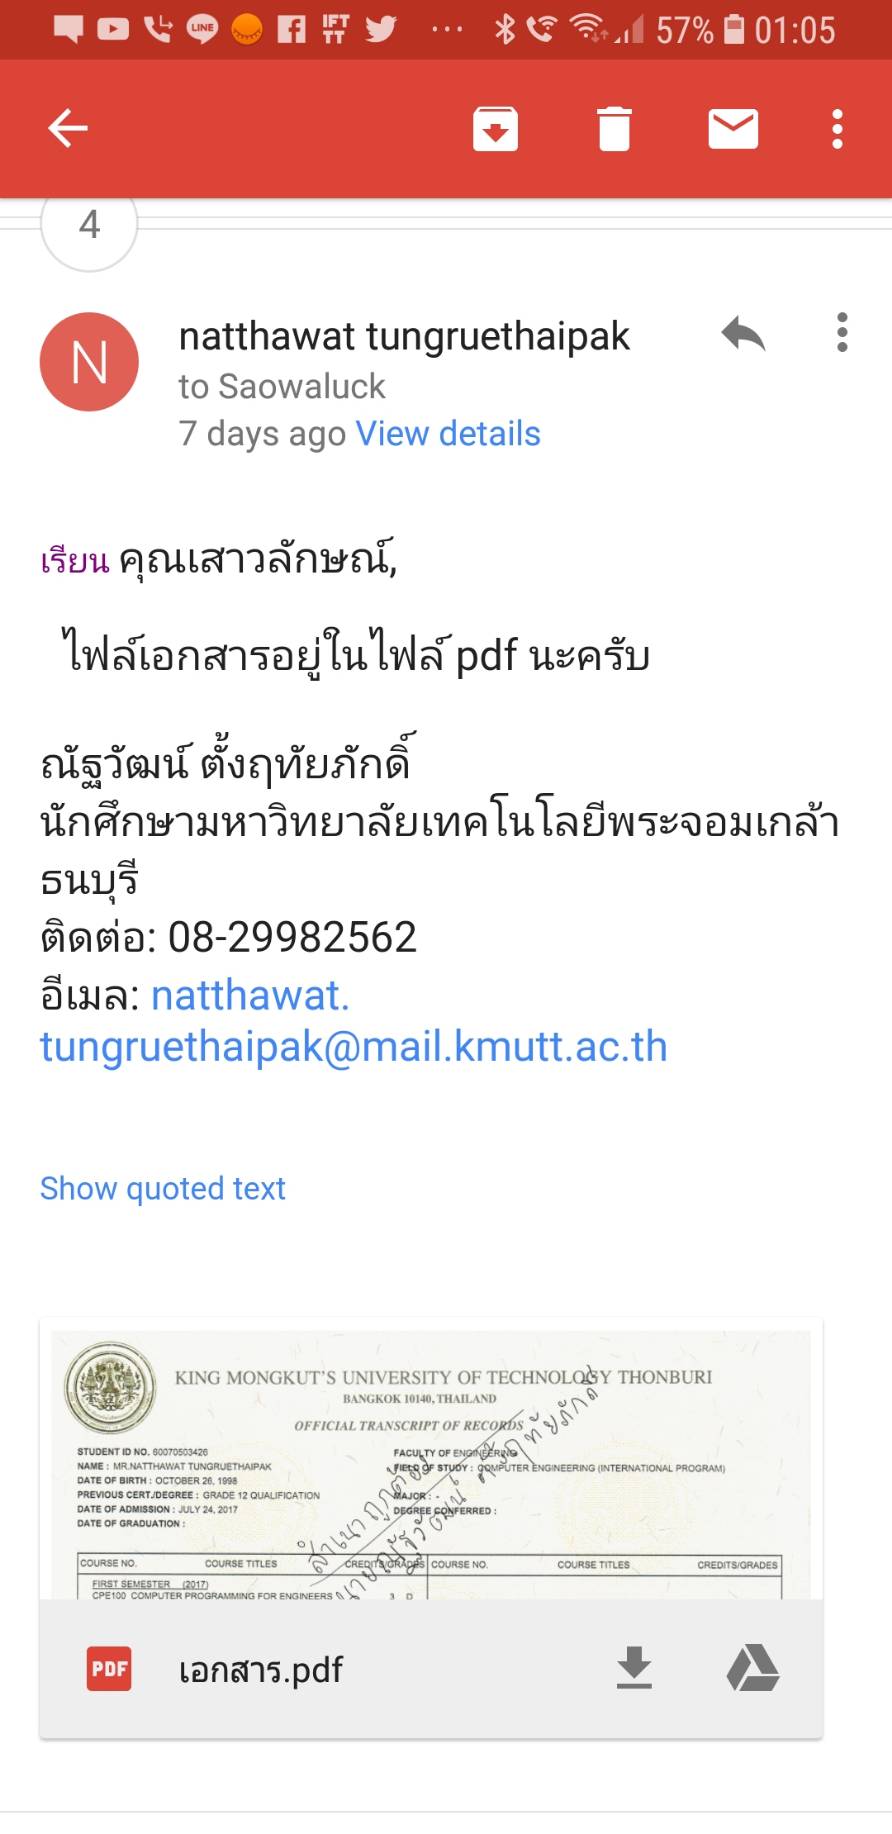 LINE
IFT
TT
57%
01:05
4
N
natthawat tungruethaipak
to Saowaluck
7 days ago View details
เรียน คุณเสาวลักษณ์,
ไฟล์เอกสารอยู่ในไฟล์ pdf นะครับ
ณัฐวัฒน์ ตั้งฤทัยภักดิ์
นักศึกษามหาวิทยาลัยเทคโนโลยีพระจอมเกล้า
ธนบุรี
ติดต่อ: 08-29982562
อีเมล: natthawat.
tungruethaipak@mail.kmutt.ac.th
Show quoted text
KING MONGKUT'S UNIVERSITY OF TECHNOLOGY THONBURI
BANGKOK 10140, THAILAND
OFFICIAL TRANSCRIPT OF RECORDS
STUDENT ID NO. 60070503426
FACULTY OF ENGINEERING
NAME : MR.NATTHAWAT TUNGRUETHAIPAK
FIELD OF STUDY : COMPUTER ENGINEERING (INTERNATIONAL PROGRAM)
DATE OF BIRTH : OCTOBER 26, 1998
PREVIOUS CERT./DEGREE : GRADE 12 QUALIFICATION
MAJOR : -
DATE OF ADMISSION : JULY 24, 2017
DEGREE CONFERRED :
DATE OF GRADUATION :
สำเนาถูกต้อง
นายณัฐวัฒน์ ตั้งฤทัยภักดิ์
COURSE NO. COURSE TITLES CREDITS/GRADES COURSE NO. COURSE TITLES CREDITS/GRADES
FIRST SEMESTER (2017)
CPE100 COMPUTER PROGRAMMING FOR ENGINEERS 3 D
PDF เอกสาร.pdf